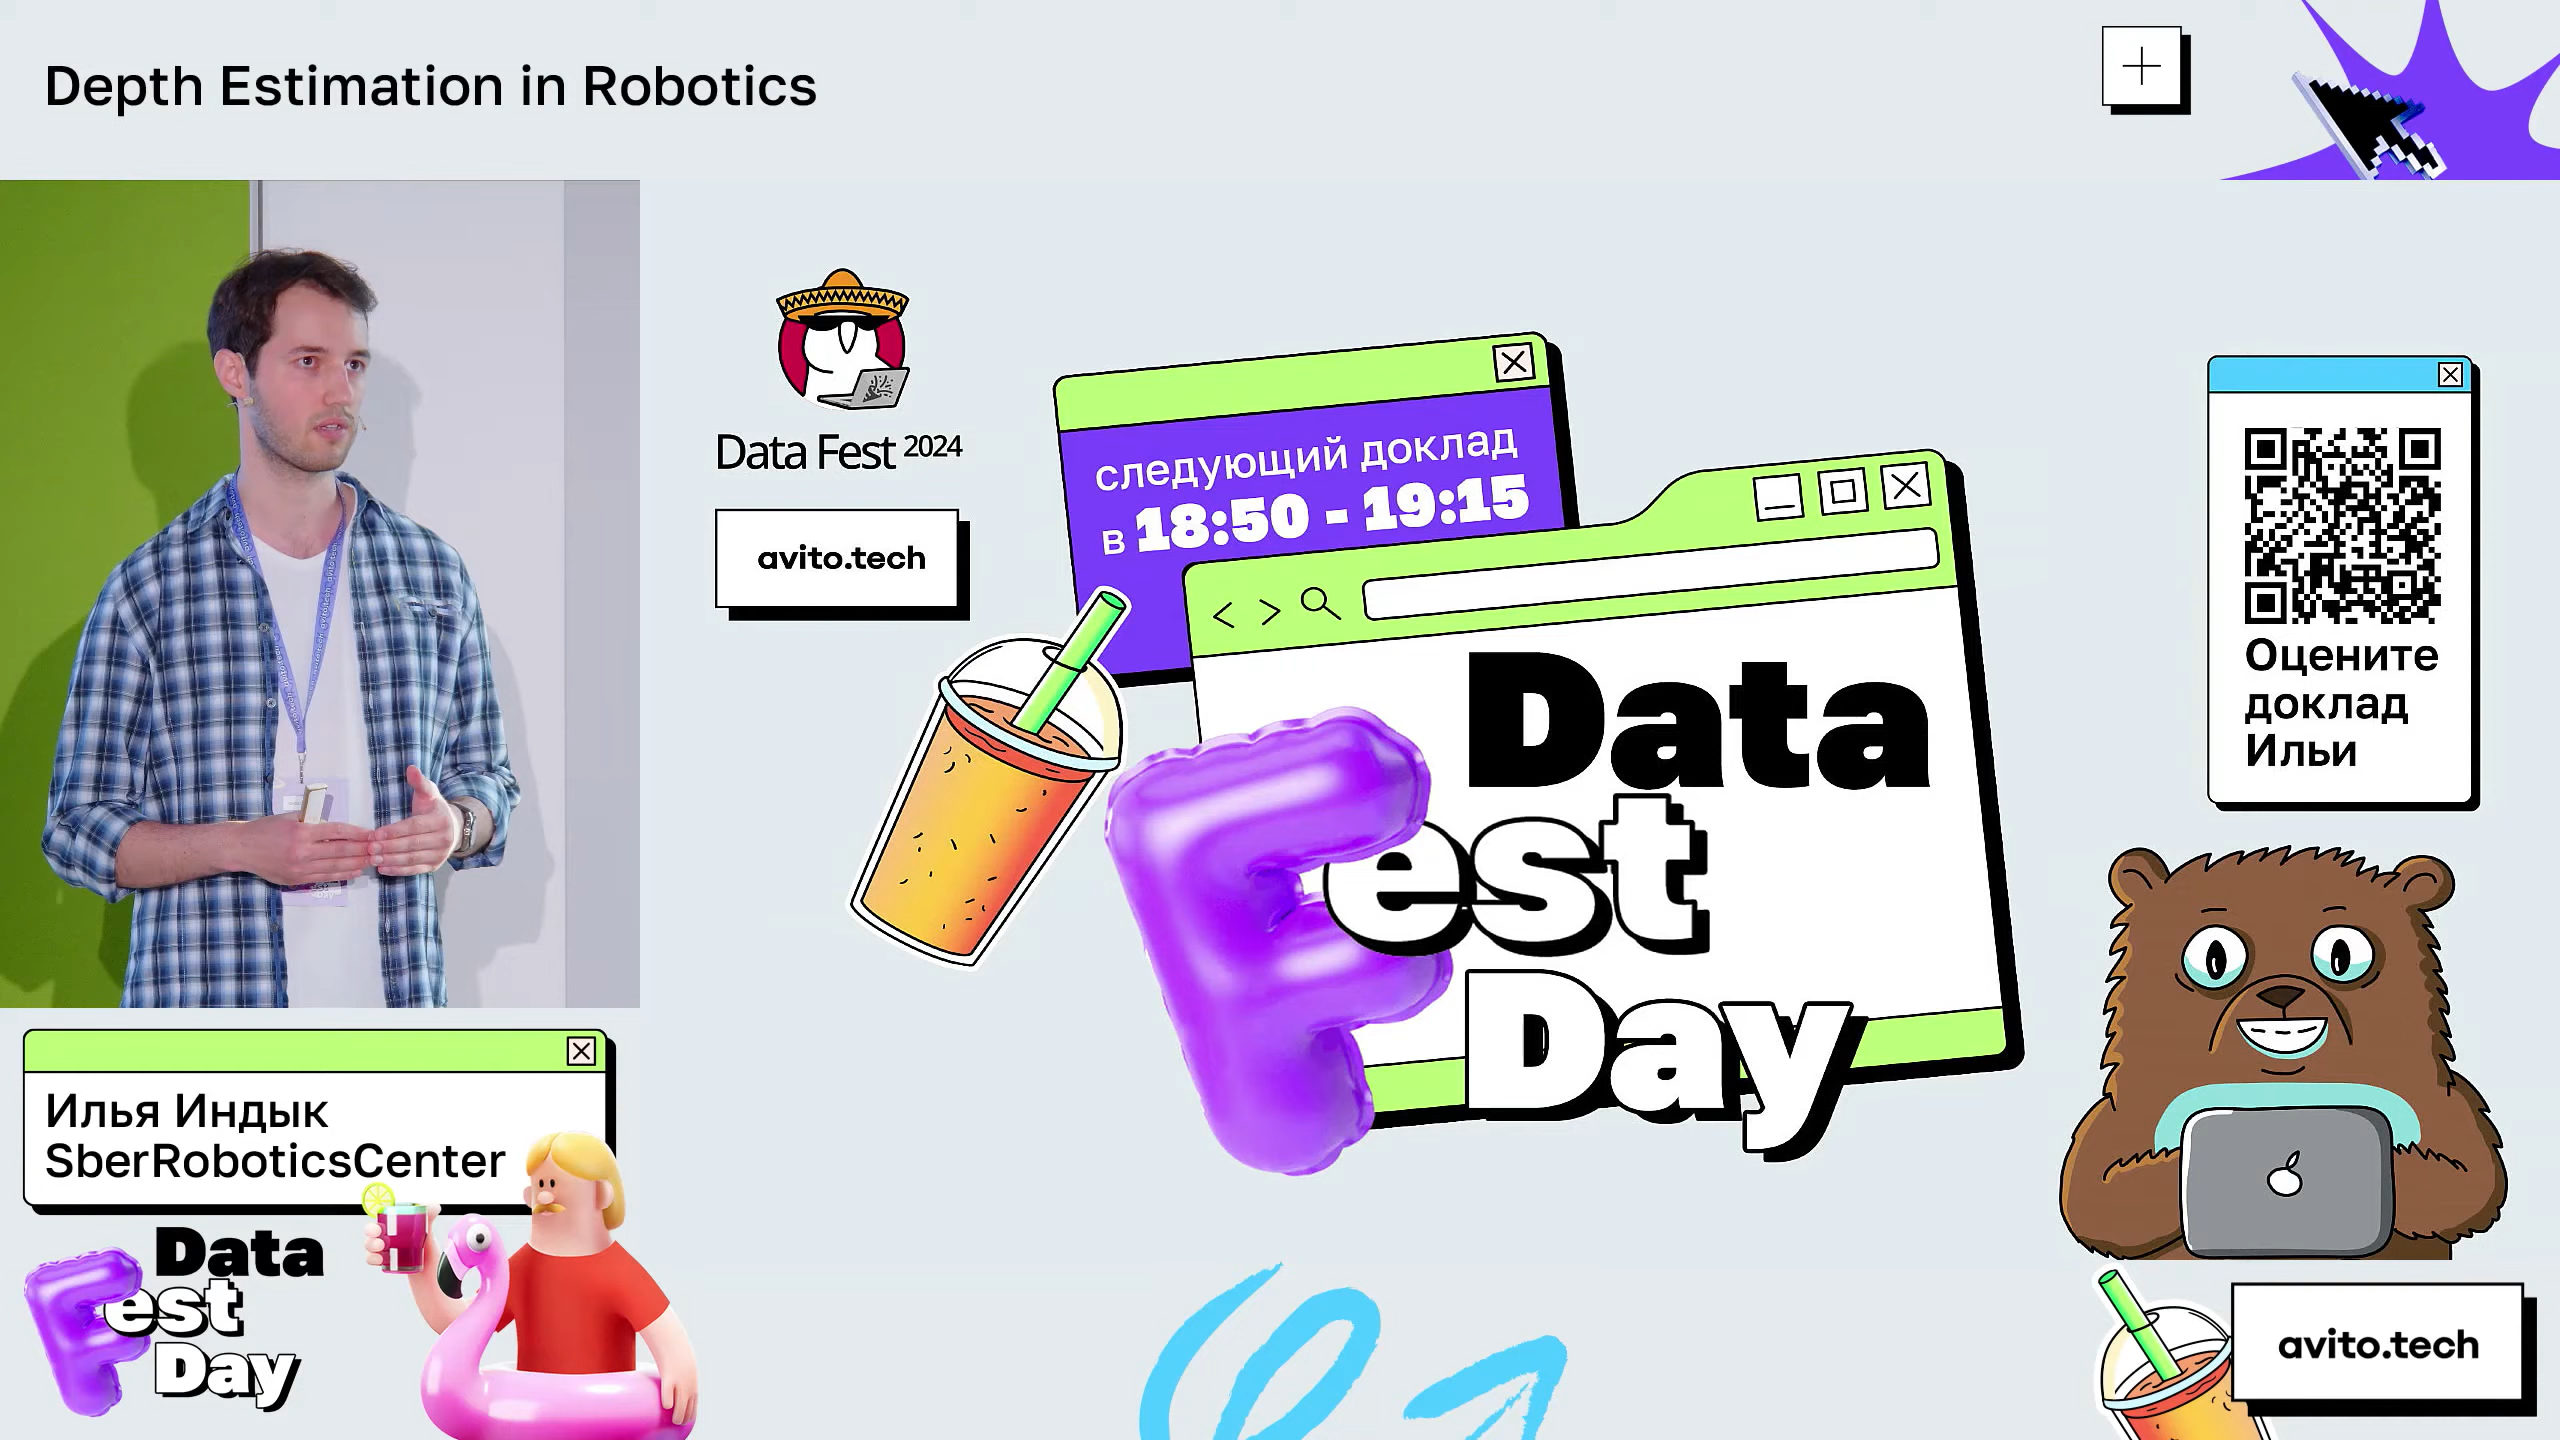 Depth Estimation in Robotics
Data Fest 2024
avito.tech
следующий доклад
в 18:50 - 19:15
Data
Fest
Day
Оцените
доклад
Ильи
Илья Индык
SberRoboticsCenter
Data
Fest
Day
avito.tech